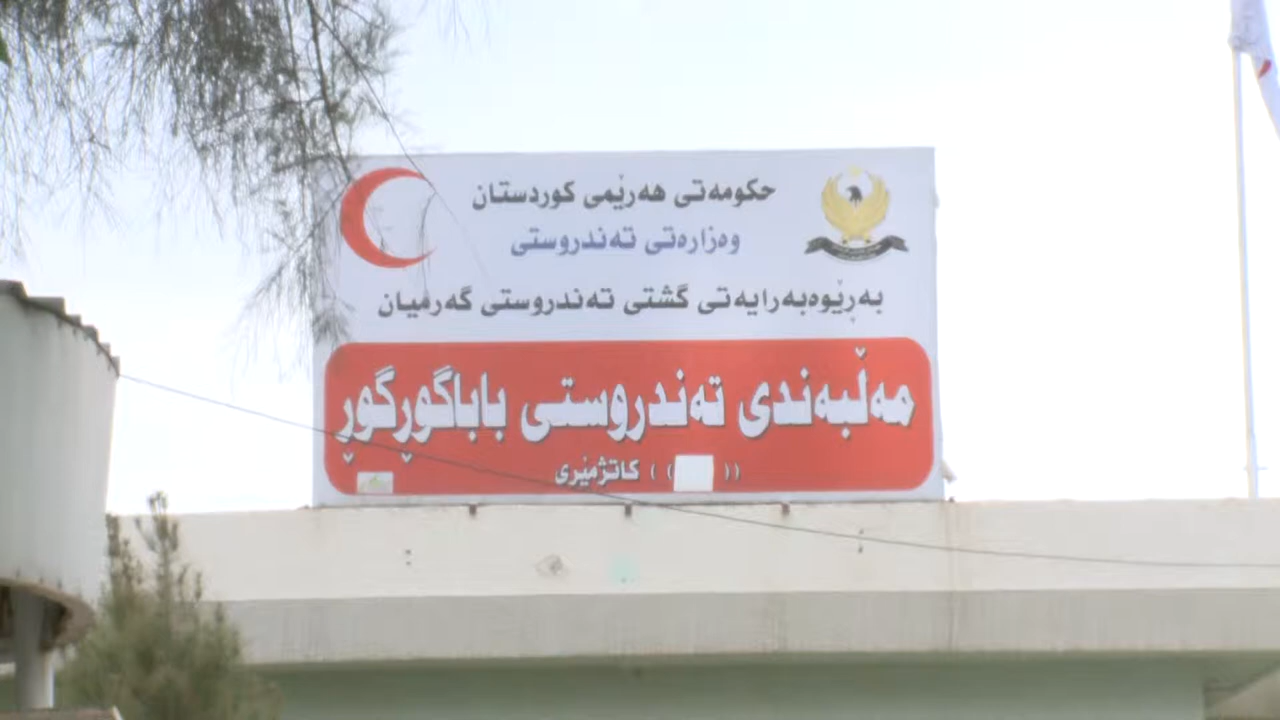 حکومەتی هەرێمی کوردستان
وەزارەتی تەندروستی
بەڕێوەبەرایەتی گشتی تەندروستی گەرمیان
مەڵبەندی تەندروستی باباگوڕگوڕ
(( )) کاتژمێری